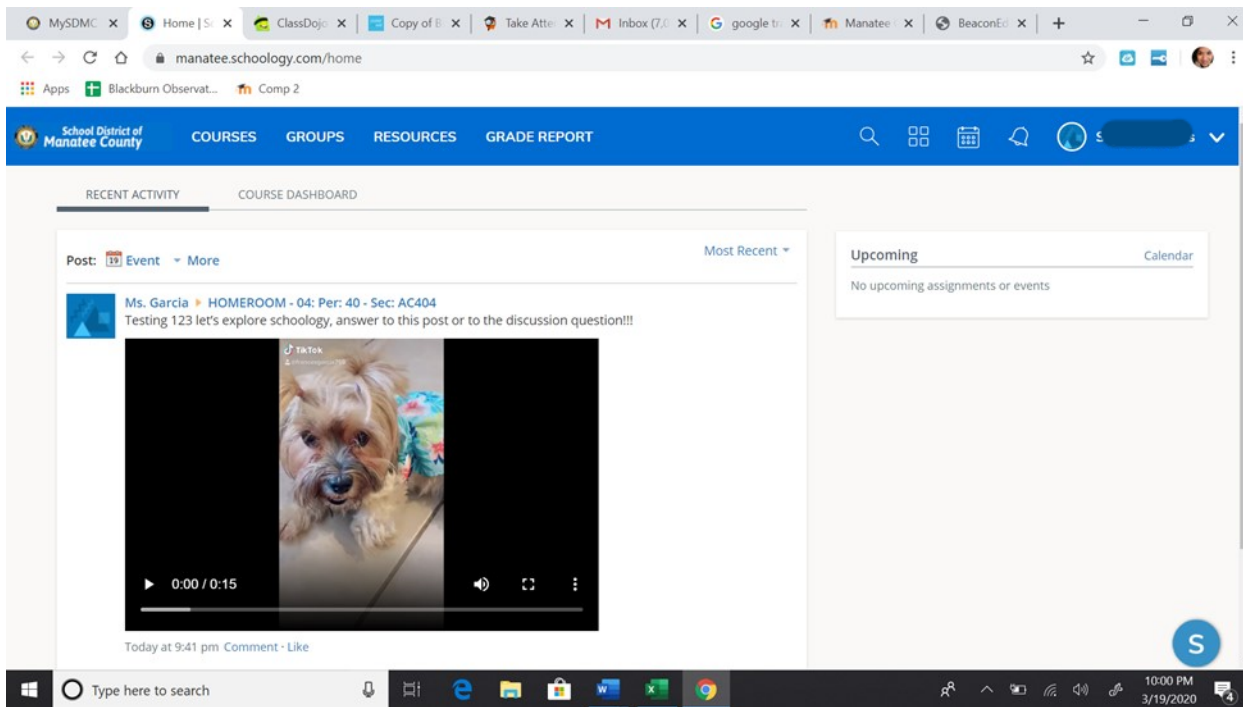 MySDMC
Home | Sc
ClassDojo
Copy of B
Take Atte
Inbox (7,0
google tr
Manatee
BeaconEd
manatee.schoology.com/home
Apps Blackburn Observat... Comp 2
School District of
Manatee County
COURSES GROUPS RESOURCES GRADE REPORT
RECENT ACTIVITY COURSE DASHBOARD
Post: 19 Event More
Most Recent
Ms. Garcia HOMEROOM - 04: Per: 40 - Sec: AC404
Testing 123 let's explore schoology, answer to this post or to the discussion question!!!
TikTok
0:00 / 0:15
Today at 9:41 pm Comment · Like
Upcoming Calendar
No upcoming assignments or events
S
Type here to search
10:00 PM
3/19/2020
4